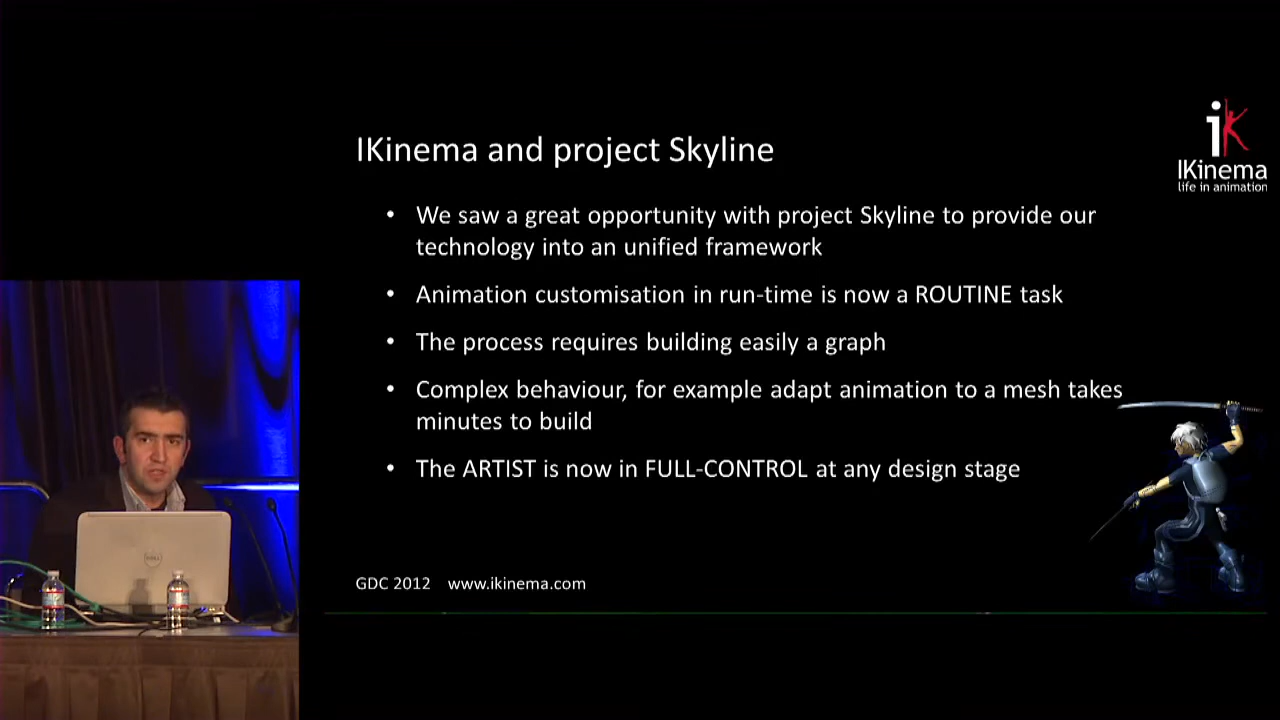 IKinema and project Skyline
iK
IKinema
life in animation
• We saw a great opportunity with project Skyline to provide our
technology into an unified framework
• Animation customisation in run-time is now a ROUTINE task
• The process requires building easily a graph
• Complex behaviour, for example adapt animation to a mesh takes
minutes to build
• The ARTIST is now in FULL-CONTROL at any design stage
GDC 2012 www.ikinema.com
DELL